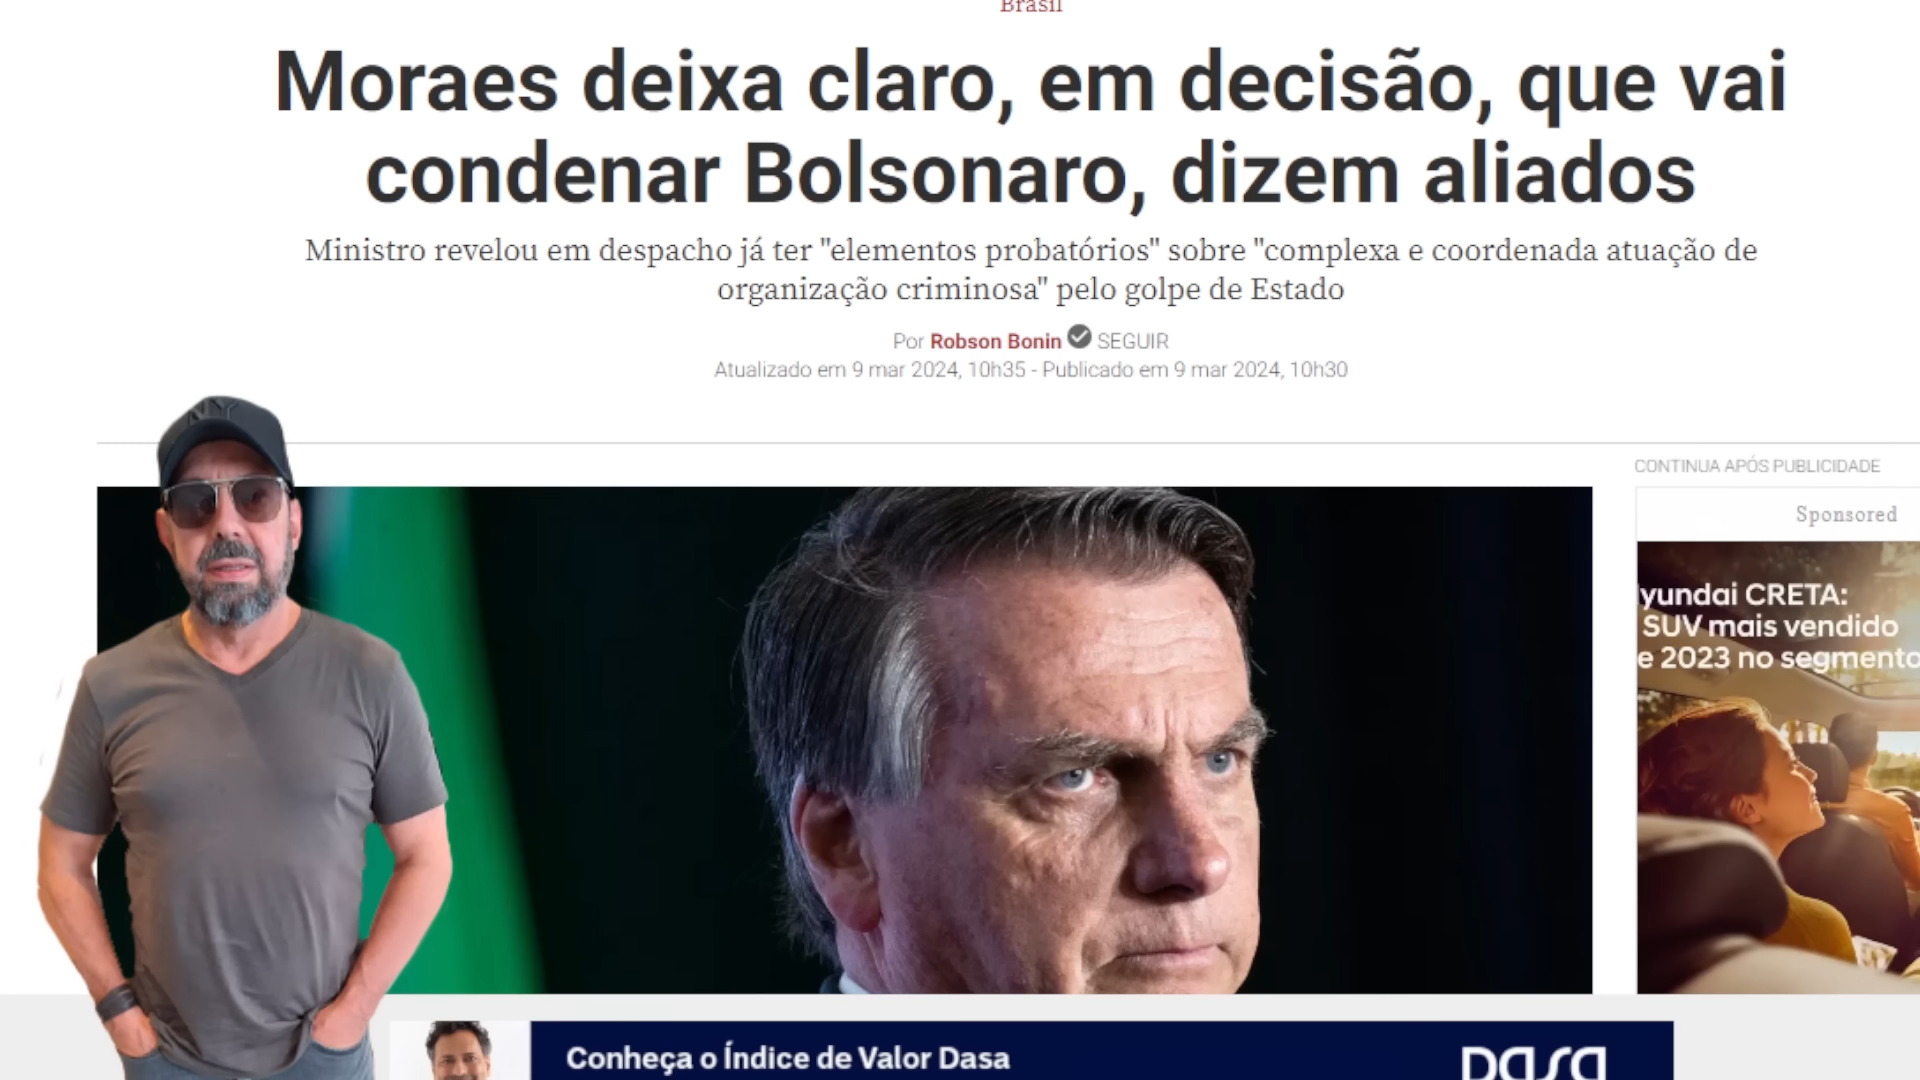 Brasil
Moraes deixa claro, em decisão, que vai
condenar Bolsonaro, dizem aliados
Ministro revelou em despacho já ter "elementos probatórios" sobre "complexa e coordenada atuação de
organização criminosa" pelo golpe de Estado
Por Robson Bonin SEGUIR
Atualizado em 9 mar 2024, 10h35 - Publicado em 9 mar 2024, 10h30
NY
CONTINUA APÓS PUBLICIDADE
Sponsored
yundai CRETA:
SUV mais vendido
e 2023 no segmento
Conheça o Índice de Valor Dasa
Dasa